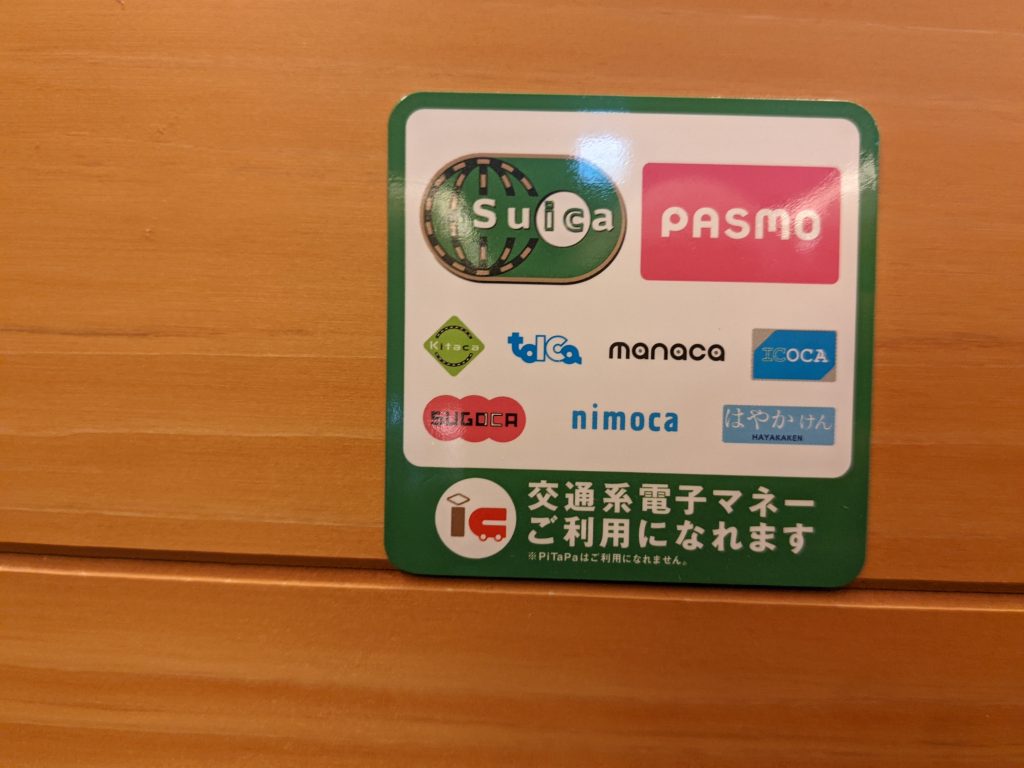 Suica PASMO
Kitaca TOICA manaca ICOCA
SUGOCA nimoca はやかけん
HAYAKAKEN
ic 交通系電子マネー
ご利用になれます
※PiTaPaはご利用になれません。